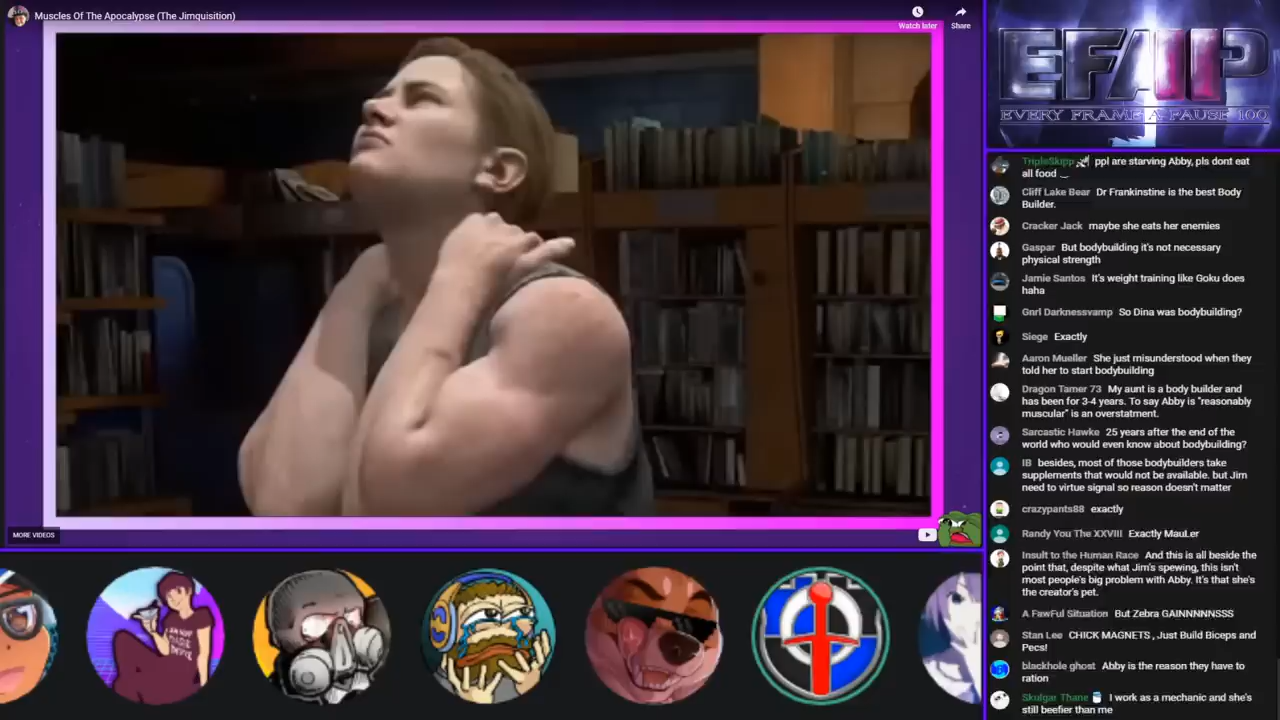 Muscles Of The Apocalypse (The Jimquisition)
Watch later
Share
MORE VIDEOS
EFAP
EVERY FRAME A PAUSE 100
TripleSkipp ppl are starving Abby, pls dont eat
all food
Cliff Lake Bear Dr Frankinstine is the best Body
Builder.
Cracker Jack maybe she eats her enemies
Gaspar But bodybuilding it's not necessary
physical strength
Jamie Santos It's weight training like Goku does
haha
Gnrl Darknessvamp So Dina was bodybuilding?
Siege Exactly
Aaron Mueller She just misunderstood when they
told her to start bodybuilding
Dragon Tamer 73 My aunt is a body builder and
has been for 3-4 years. To say Abby is "reasonably
muscular" is an overstatment.
Sarcastic Hawke 25 years after the end of the
world who would even know about bodybuilding?
IB besides, most of those bodybuilders take
supplements that would not be available. but Jim
need to virtue signal so reason doesn't matter
crazypants88 exactly
Randy You The XXVIII Exactly MauLer
Insult to the Human Race And this is all beside the
point that, despite what Jim's spewing, this isn't
most people's big problem with Abby. It's that she's
the creator's pet.
A FawFul Situation But Zebra GAINNNNNSSS
Stan Lee CHICK MAGNETS , Just Build Biceps and
Pecs!
blackhole ghost Abby is the reason they have to
ration
Skulgar Thane I work as a mechanic and she's
still beefier than me